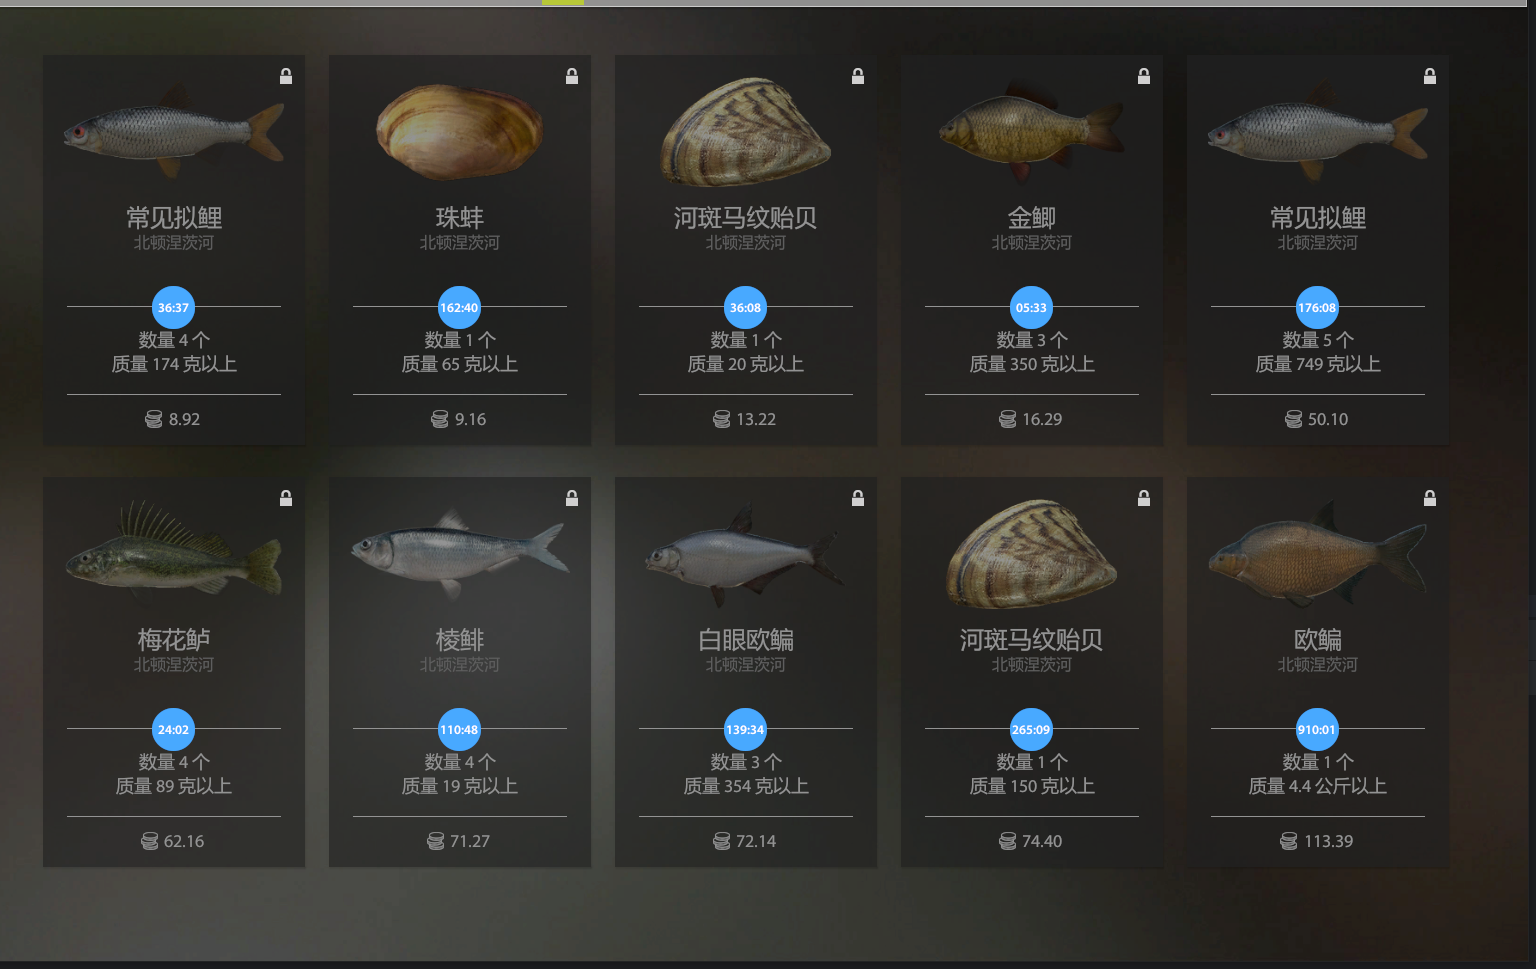 常见拟鲤
北顿涅茨河
36:37
数量 4 个
质量 174 克以上
8.92
珠蚌
北顿涅茨河
162:40
数量 1 个
质量 65 克以上
9.16
河斑马纹贻贝
北顿涅茨河
36:08
数量 1 个
质量 20 克以上
13.22
金鲫
北顿涅茨河
05:33
数量 3 个
质量 350 克以上
16.29
常见拟鲤
北顿涅茨河
176:08
数量 5 个
质量 749 克以上
50.10
梅花鲈
北顿涅茨河
24:02
数量 4 个
质量 89 克以上
62.16
棱鲱
北顿涅茨河
110:48
数量 4 个
质量 19 克以上
71.27
白眼欧鳊
北顿涅茨河
139:34
数量 3 个
质量 354 克以上
72.14
河斑马纹贻贝
北顿涅茨河
265:09
数量 1 个
质量 150 克以上
74.40
欧鳊
北顿涅茨河
910:01
数量 1 个
质量 4.4 公斤以上
113.39